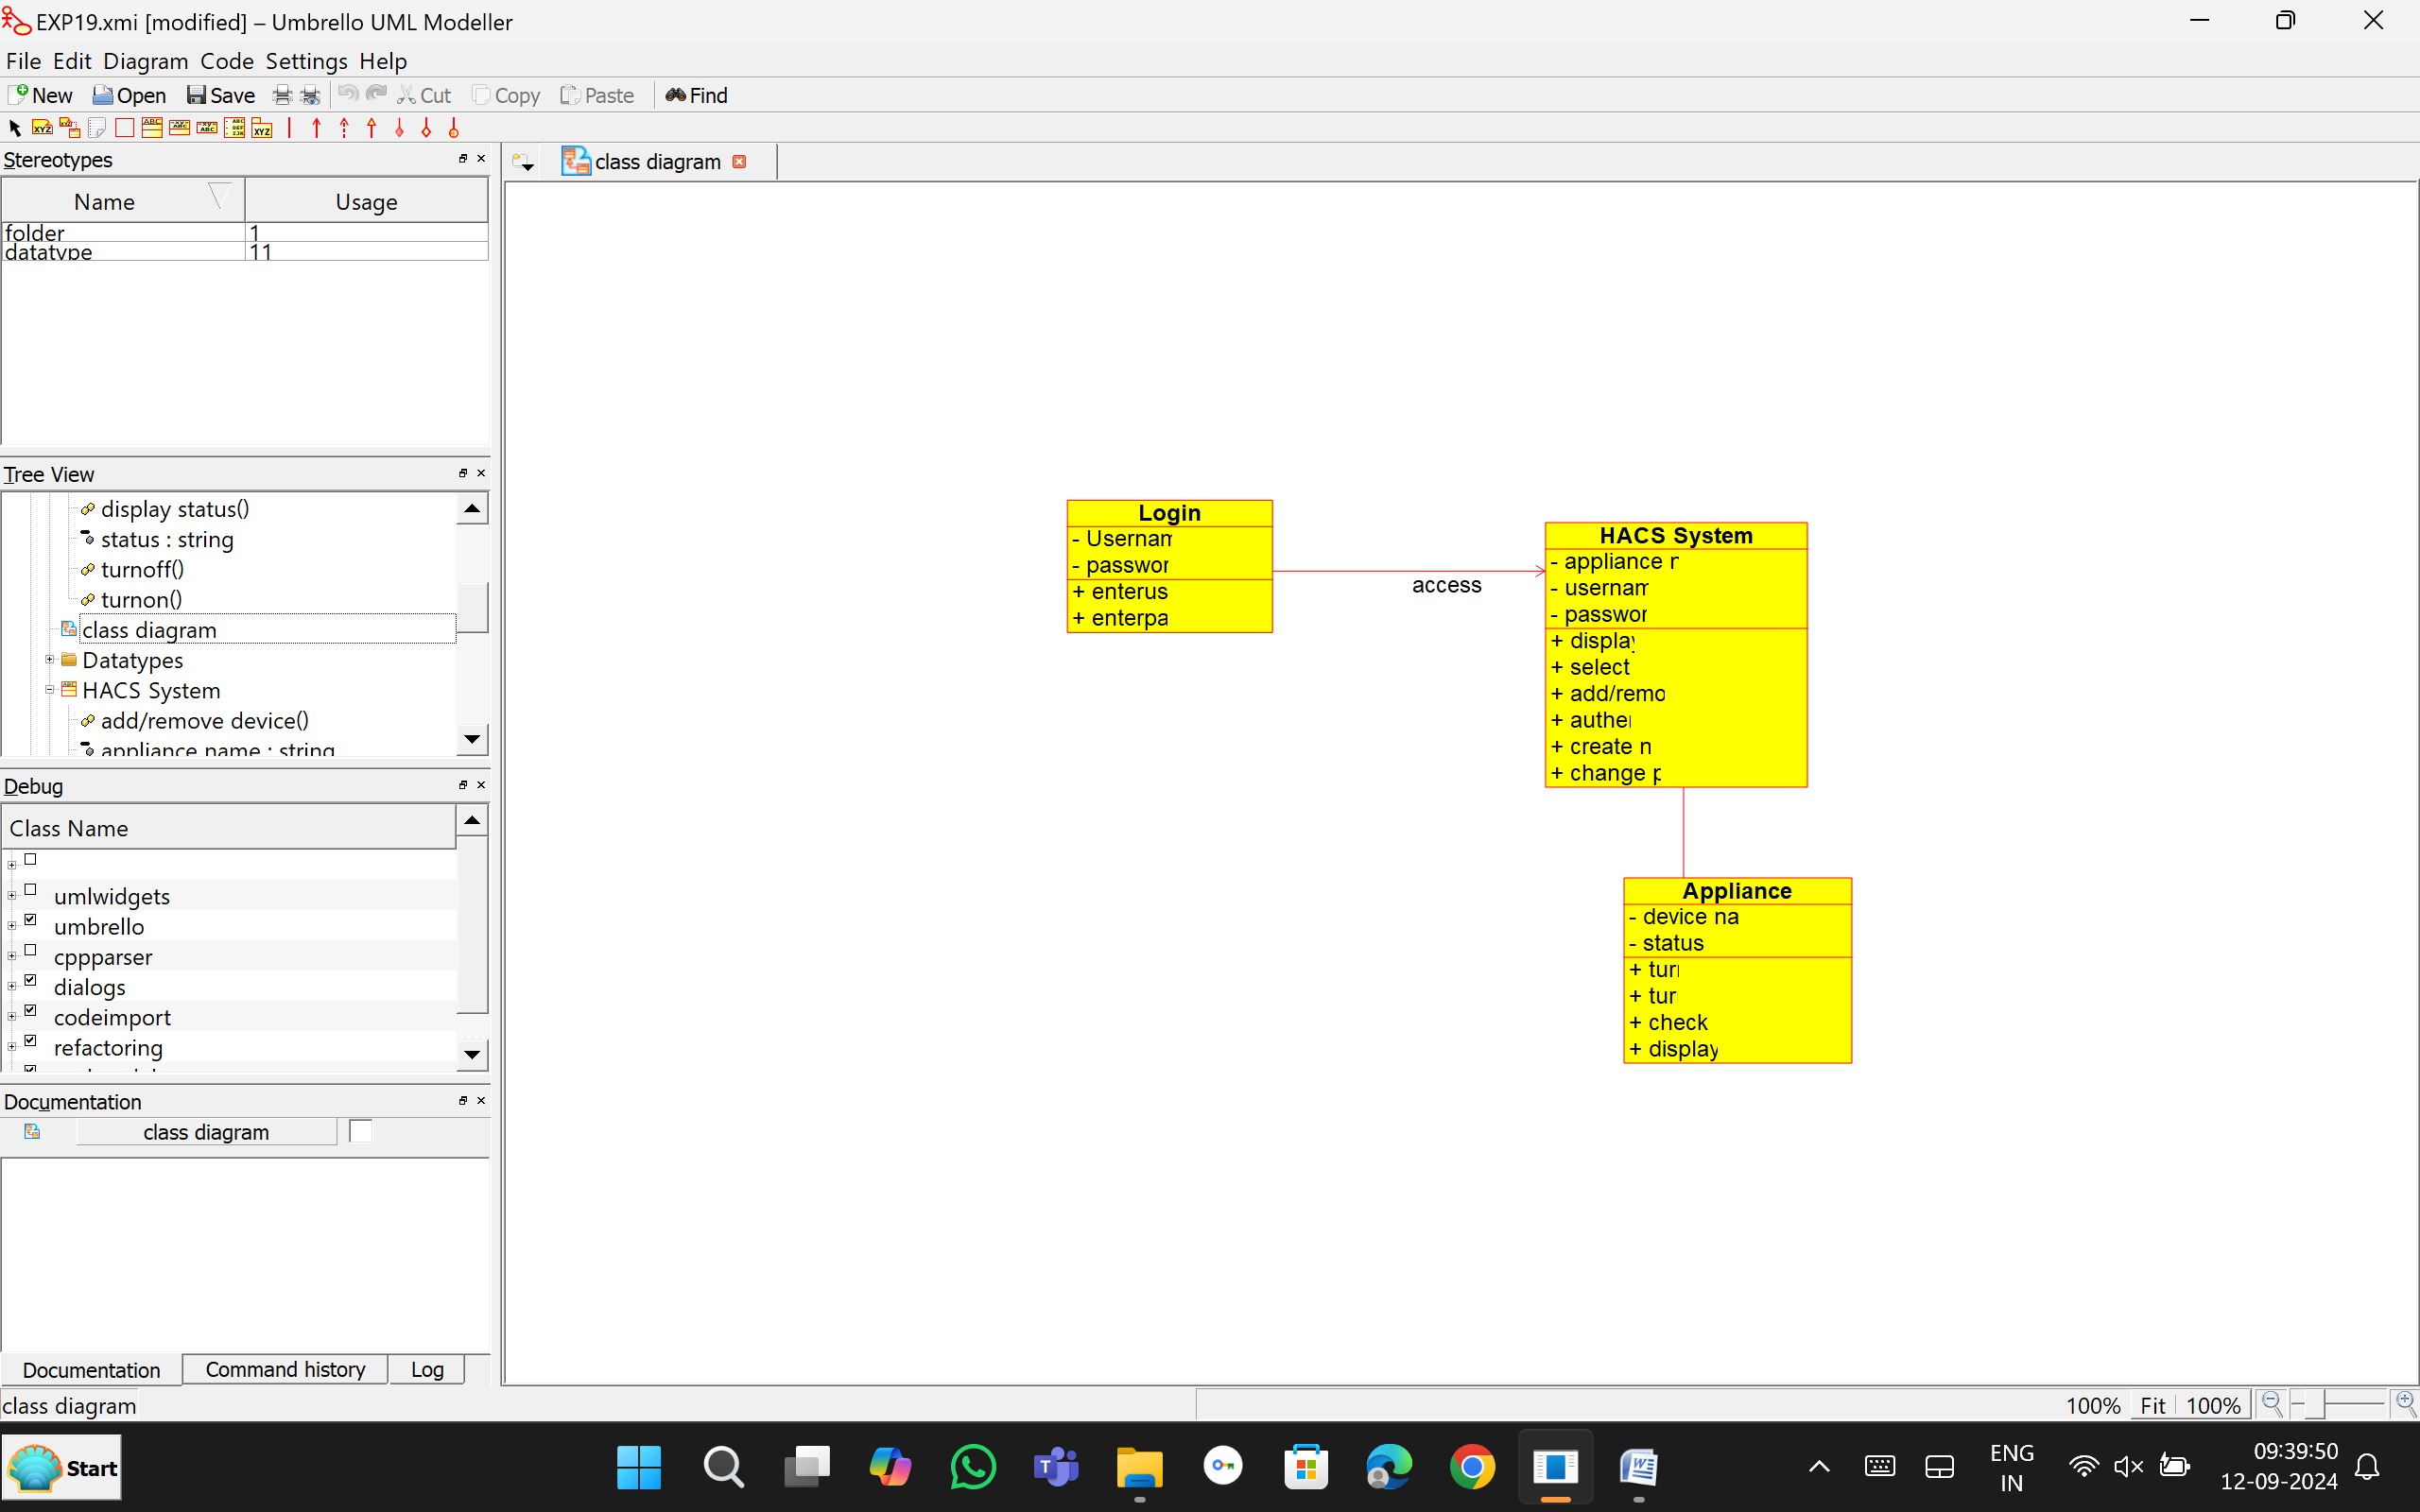 EXP19.xmi [modified] – Umbrello UML Modeller
File Edit Diagram Code Settings Help
New Open Save Cut Copy Paste Find
Stereotypes
class diagram
Name Usage
folder 1
datatype 11
Tree View
display status()
status : string
turnoff()
turnon()
class diagram
Datatypes
HACS System
add/remove device()
appliance name : string
Debug
Class Name
umlwidgets
umbrello
cppparser
dialogs
codeimport
refactoring
Documentation
class diagram
Documentation Command history Log
class diagram
Login
- Usernam
- passwor
+ enterus
+ enterpa
access
HACS System
- appliance n
- usernam
- passwor
+ display
+ select
+ add/remo
+ authe
+ create n
+ change p
Appliance
- device na
- status
+ tur
+ tur
+ check
+ display
100% Fit 100%
Start
ENG
IN
09:39:50
12-09-2024